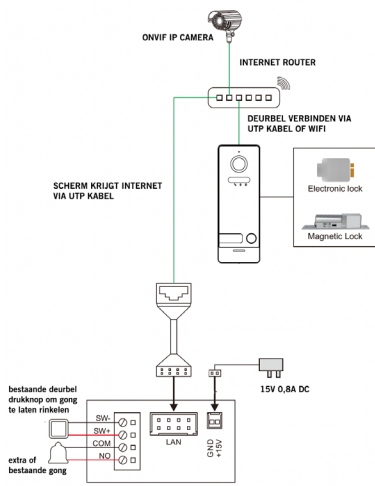 ONVIF IP CAMERA
INTERNET ROUTER
DEURBEL VERBINDEN VIA
UTP KABEL OF WIFI
SCHERM KRIJGT INTERNET
VIA UTP KABEL
Electronic lock
Magnetic Lock
15V 0,8A DC
bestaande deurbel
drukknop om gong
te laten rinkelen
SW-
SW+
COM
NO
LAN
GND
+15V
extra of
bestaande gong